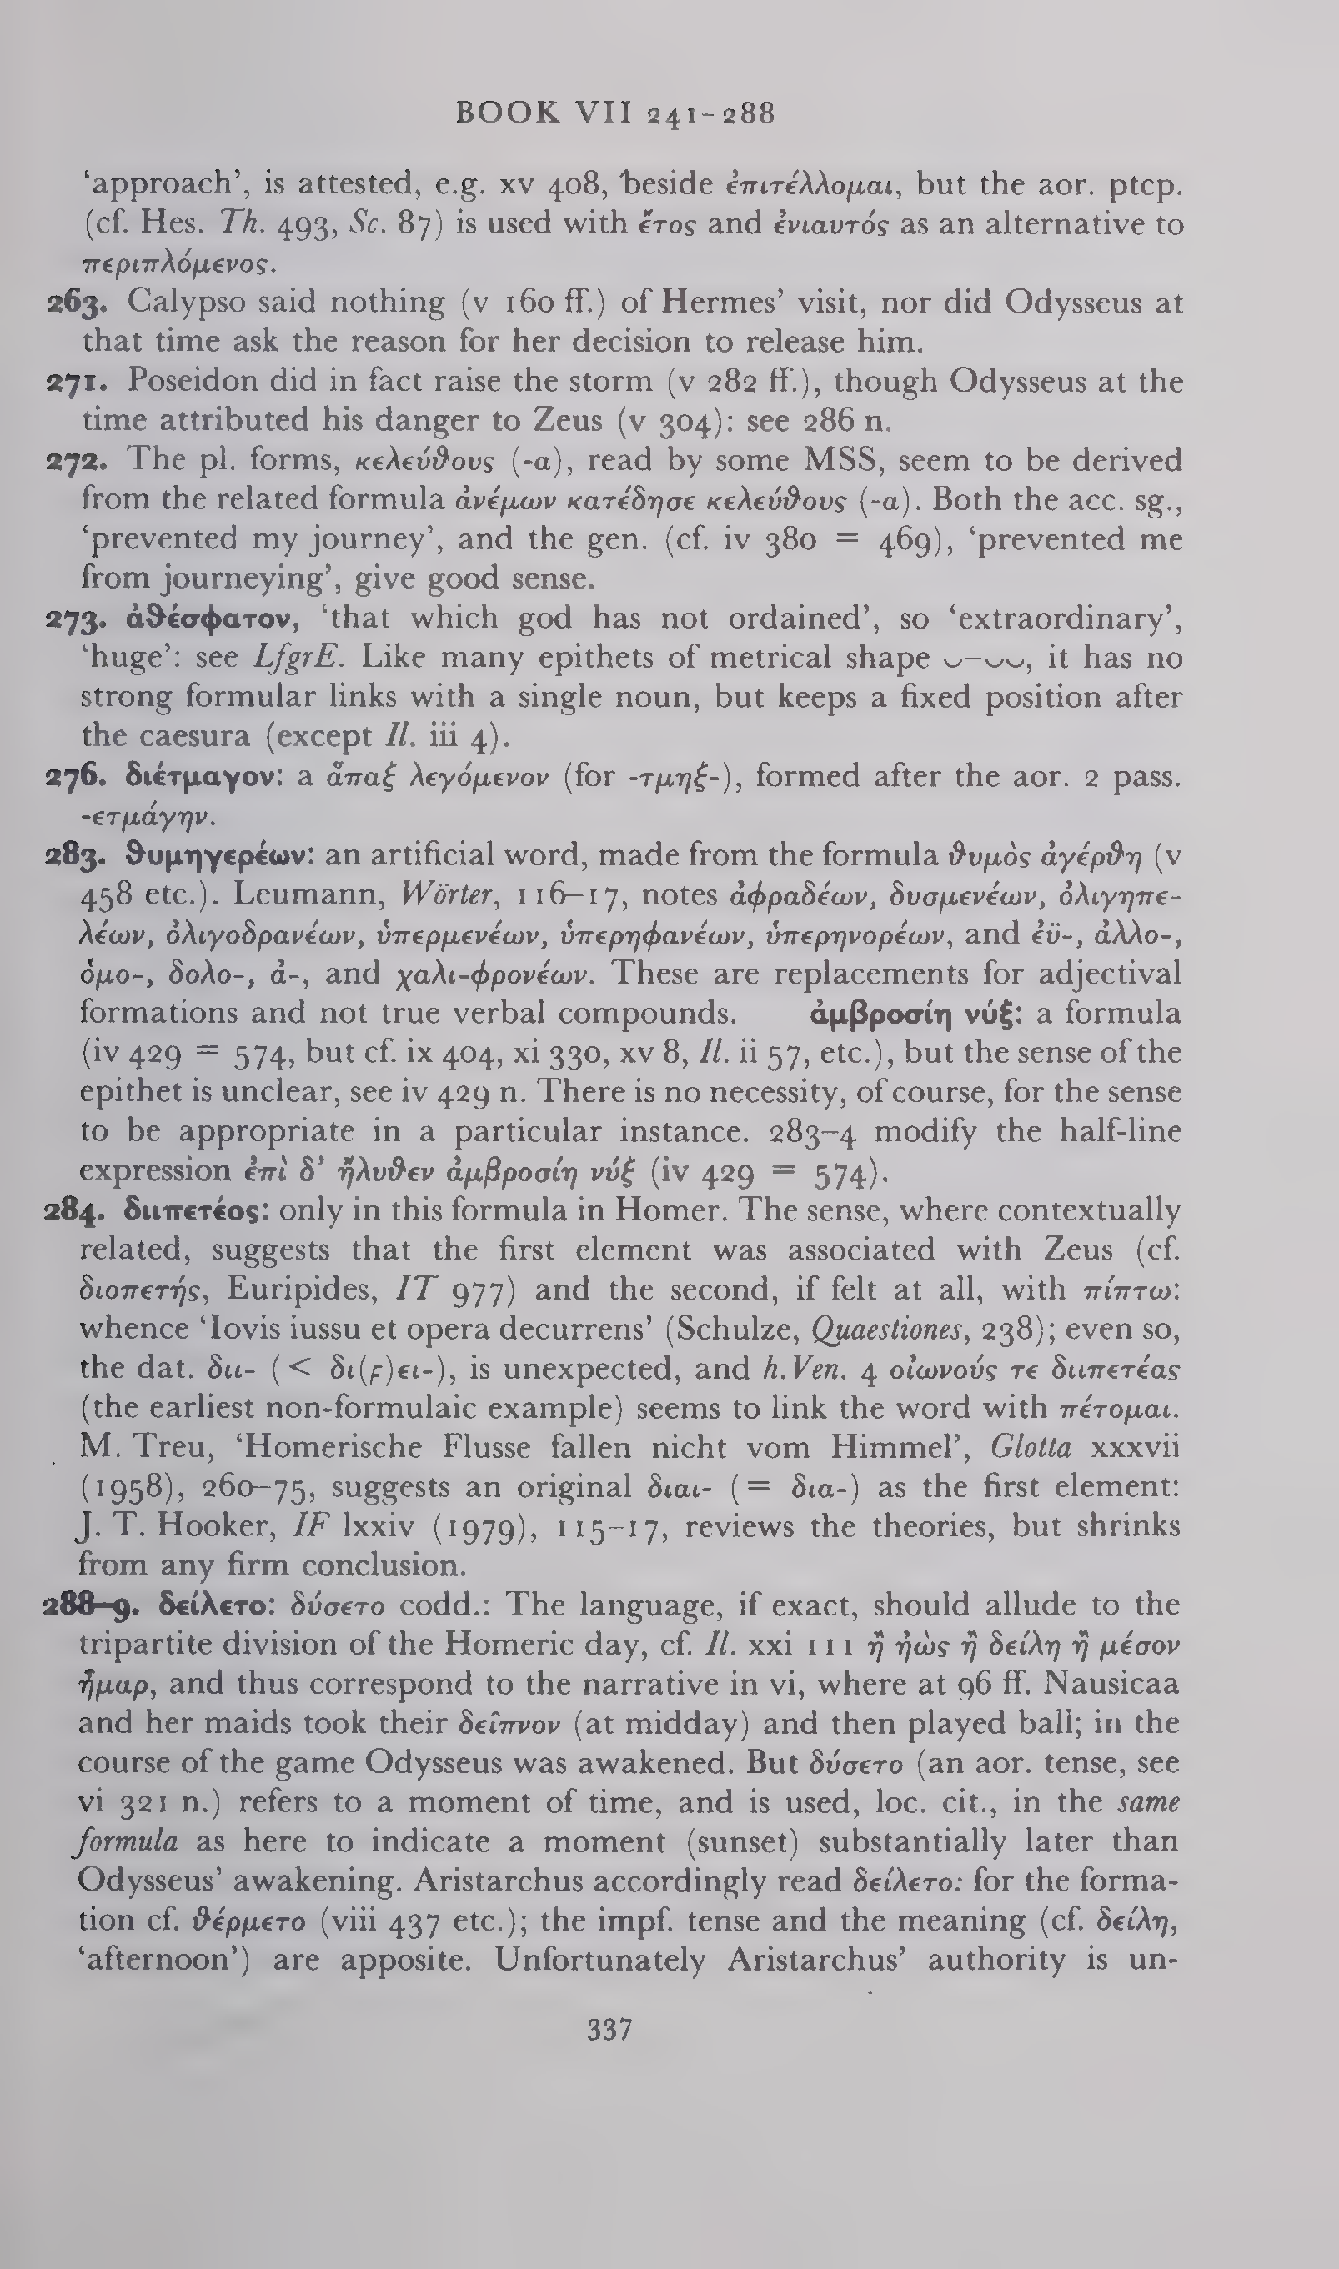 BOOK VII 241-288
‘approach’, is attested, e.g. xv 408, beside ἐπιτέλλομαι, but the aor. ptcp.
(cf. Hes. Th. 493, Sc. 87) is used with ἔτος and ἐνιαυτός as an alternative to
περιπλόμενος.
263. Calypso said nothing (v 160 ff.) of Hermes’ visit, nor did Odysseus at
that time ask the reason for her decision to release him.
271. Poseidon did in fact raise the storm (v 282 ff.), though Odysseus at the
time attributed his danger to Zeus (v 304): see 286 n.
272. The pl. forms, κελεύϑους (-α), read by some MSS, seem to be derived
from the related formula ἀνέμων κατέδησε κελεύϑους (-α). Both the acc. sg.,
‘prevented my journey’, and the gen. (cf. iv 380 = 469), ‘prevented me
from journeying’, give good sense.
273. ἀϑέσφατον, ‘that which god has not ordained’, so ‘extraordinary’,
‘huge’: see LfgrE. Like many epithets of metrical shape ⏑–⏑⏑, it has no
strong formular links with a single noun, but keeps a fixed position after
the caesura (except Il. iii 4).
276. διέτμαγον: a ἅπαξ λεγόμενον (for -τμηξ-), formed after the aor. 2 pass.
-ετμάγην.
283. ϑυμηγερέων: an artificial word, made from the formula ϑυμὸς ἀγέρϑη (v
458 etc.). Leumann, Wörter, 116–17, notes ἀφραδέων, δυσμενέων, ὀλιγηπε-
λέων, ὀλιγοδρανέων, ὑπερμενέων, ὑπερηφανέων, ὑπερηνορέων, and ἐϋ-, ἀλλο-,
ὁμο-, δολο-, ἀ-, and χαλι-φρονέων. These are replacements for adjectival
formations and not true verbal compounds. ἀμβροσίη νύξ: a formula
(iv 429 = 574, but cf. ix 404, xi 330, xv 8, Il. ii 57, etc.), but the sense of the
epithet is unclear, see iv 429 n. There is no necessity, of course, for the sense
to be appropriate in a particular instance. 283–4 modify the half-line
expression ἐπὶ δ’ ἤλυϑεν ἀμβροσίη νύξ (iv 429 = 574).
284. διιπετέος: only in this formula in Homer. The sense, where contextually
related, suggests that the first element was associated with Zeus (cf.
διοπετής, Euripides, IT 977) and the second, if felt at all, with πίπτω:
whence ‘Iovis iussu et opera decurrens’ (Schulze, Quaestiones, 238); even so,
the dat. διι- (< δι(ϝ)ει-), is unexpected, and h.Ven. 4 οἰωνούς τε διιπετέας
(the earliest non-formulaic example) seems to link the word with πέτομαι.
M. Treu, ‘Homerische Flusse fallen nicht vom Himmel’, Glotta xxxvii
(1958), 260–75, suggests an original διαι- (= δια-) as the first element:
J. T. Hooker, IF lxxiv (1979), 115–17, reviews the theories, but shrinks
from any firm conclusion.
288–9. δείλετο: δύσετο codd.: The language, if exact, should allude to the
tripartite division of the Homeric day, cf. Il. xxi 111 ἢ ἠὼς ἢ δείλη ἢ μέσον
ἦμαρ, and thus correspond to the narrative in vi, where at 96 ff. Nausicaa
and her maids took their δεῖπνον (at midday) and then played ball; in the
course of the game Odysseus was awakened. But δύσετο (an aor. tense, see
vi 321 n.) refers to a moment of time, and is used, loc. cit., in the same
formula as here to indicate a moment (sunset) substantially later than
Odysseus’ awakening. Aristarchus accordingly read δείλετο: for the forma-
tion cf. ϑέρμετο (viii 437 etc.); the impf. tense and the meaning (cf. δείλη,
‘afternoon’) are apposite. Unfortunately Aristarchus’ authority is un-
337